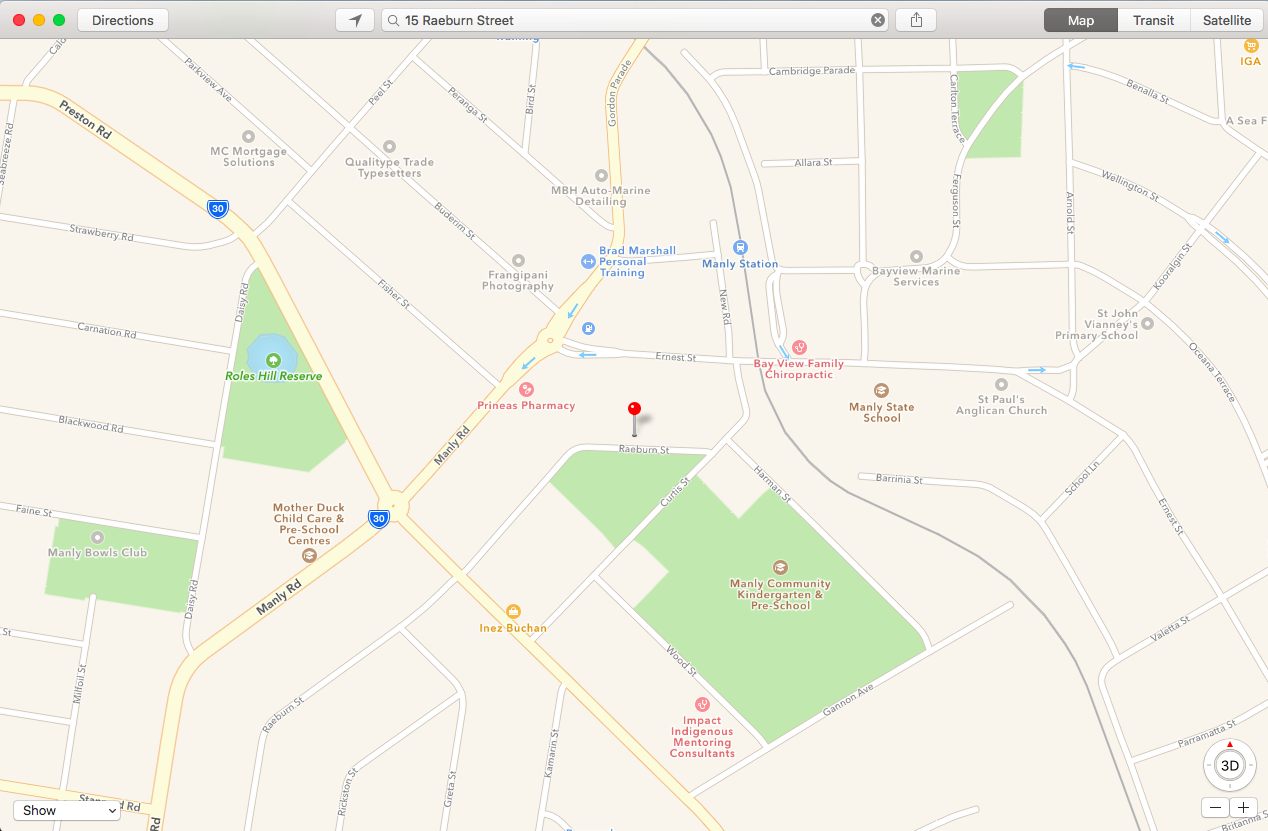 Directions
15 Raeburn Street
Map
Transit
Satellite
Cambridge Parade
IGA
Parkview Ave
Peel St
Peranga St
Bird St
Gordon Parade
Carlton Terrace
Benalla St
Preston Rd
MC Mortgage
Solutions
Qualitype Trade
Typesetters
A Sea F
Allara St
MBH Auto-Marine
Detailing
Wellington St
30
Ferguson St
Arnold St
Strawberry Rd
Buderim St
Brad Marshall
Personal
Training
Manly Station
Frangipani
Photography
Bayview Marine
Services
Kooralgin St
Daisy Rd
Fisher St
New Rd
St John
Vianney's
Primary School
Carnation Rd
Ernest St
Bay View Family
Chiropractic
Oceana Terrace
Roles Hill Reserve
Prineas Pharmacy
Manly State
School
St Paul's
Anglican Church
Blackwood Rd
Manly Rd
Raeburn St
Curtis St
Harman St
Barrinia St
School Ln
Ernest St
Faine St
Mother Duck
Child Care &
Pre-School
Centres
30
Manly Bowls Club
Daisy Rd
Manly Rd
Manly Community
Kindergarten &
Pre-School
Inez Buchan
St
Valetta St
Milfoil St
Wood St
Raeburn St
Gannon Ave
Impact
Indigenous
Mentoring
Consultants
Kamarin St
Parramatta St
Rickston St
Greta St
3D
Show
Rd
Britannia S